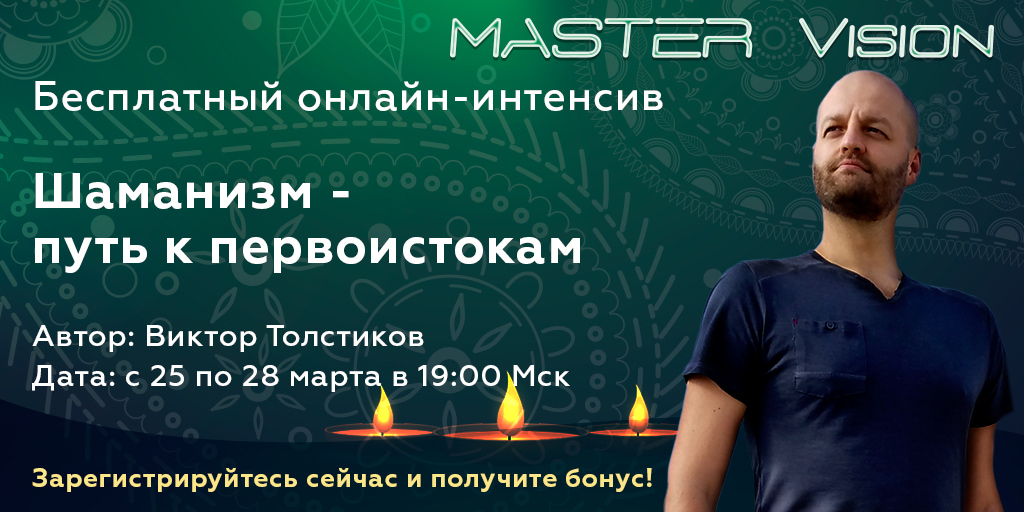 MASTER VISION
Бесплатный онлайн-интенсив
Шаманизм -
путь к первоистокам
Автор: Виктор Толстиков
Дата: с 25 по 28 марта в 19:00 Мск
Зарегистрируйтесь сейчас и получите бонус!